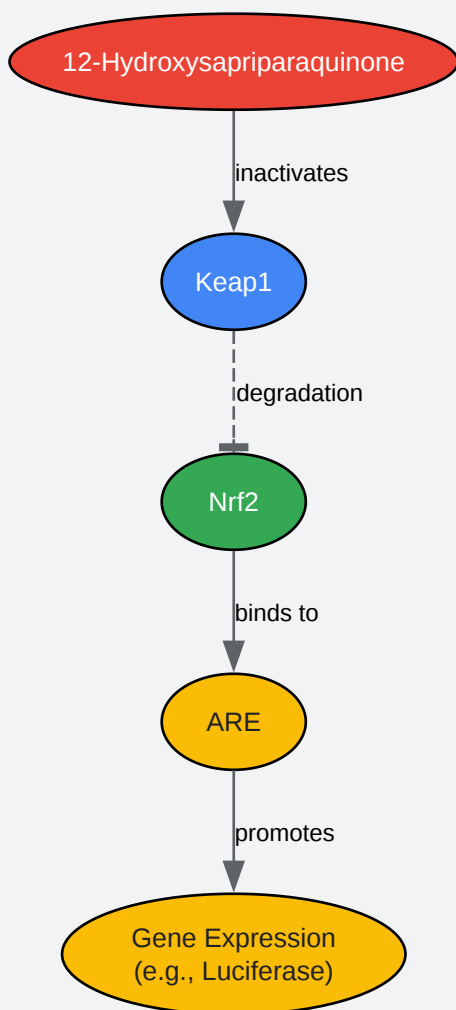 12-Hydroxysapriparaquinone
inactivates
Keap1
degradation
Nrf2
binds to
ARE
promotes
Gene Expression
(e.g., Luciferase)